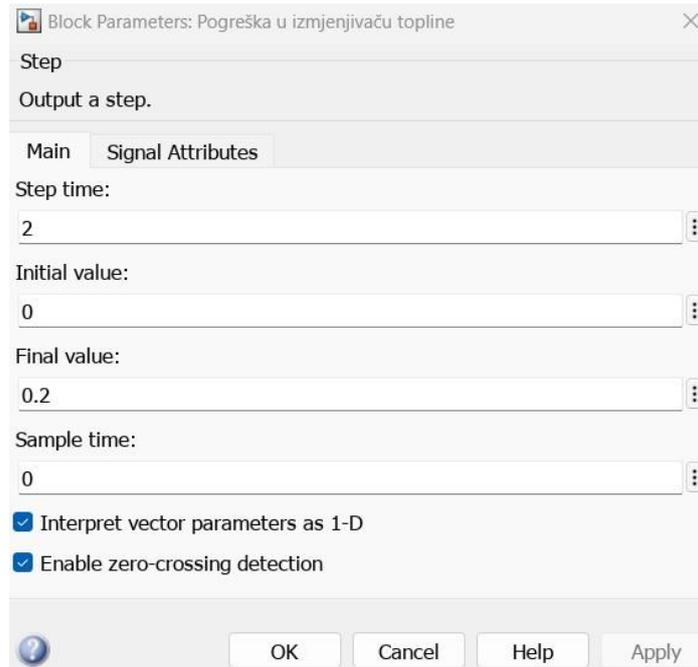 Block Parameters: Pogreška u izmjenjivaču topline
Step
Output a step.
Main Signal Attributes
Step time:
2
Initial value:
0
Final value:
0.2
Sample time:
0
Interpret vector parameters as 1-D
Enable zero-crossing detection
OK Cancel Help Apply